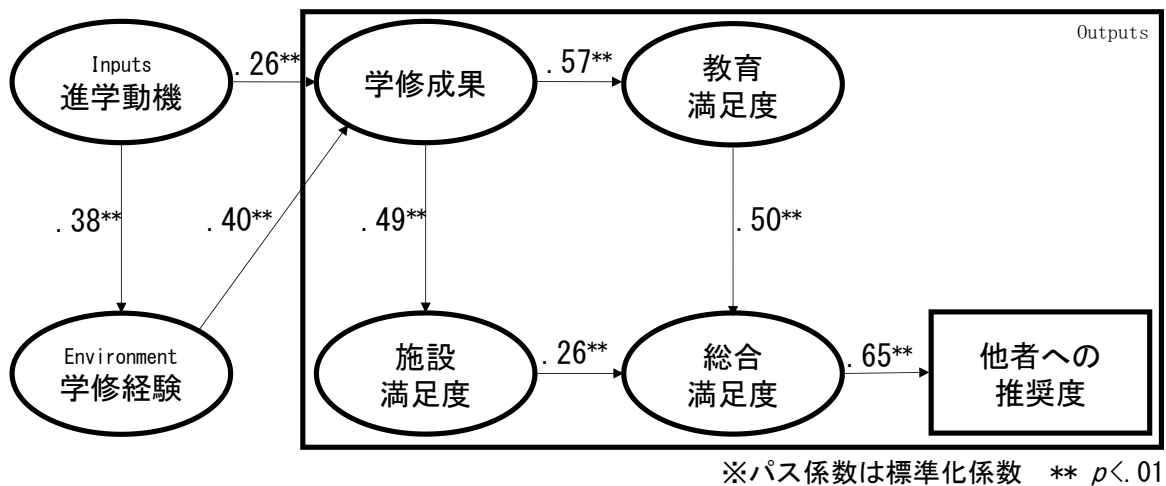 Outputs
Inputs
進学動機
.26**
学修成果
.57**
教育
満足度
.38**
.40**
.49**
.50**
Environment
学修経験
施設
満足度
.26**
総合
満足度
.65**
他者への
推奨度
※パス係数は標準化係数 ** p<.01